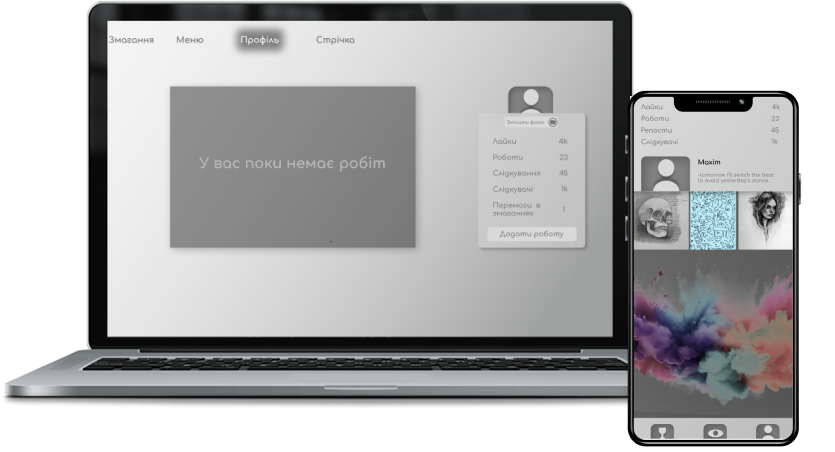 Змагання Меню Профіль Стрічка
У вас поки немає робіт
Змінити фото
Лайки 4k
Роботи 23
Слідкування 45
Слідкувачі 1k
Перемоги в
змаганнях 1
Додати роботу
Лайки 4k
Роботи 23
Репости 45
Слідкувачі 1k
Maxim
-tomorrow i'll switch the beat
to avoid yesterday's dance